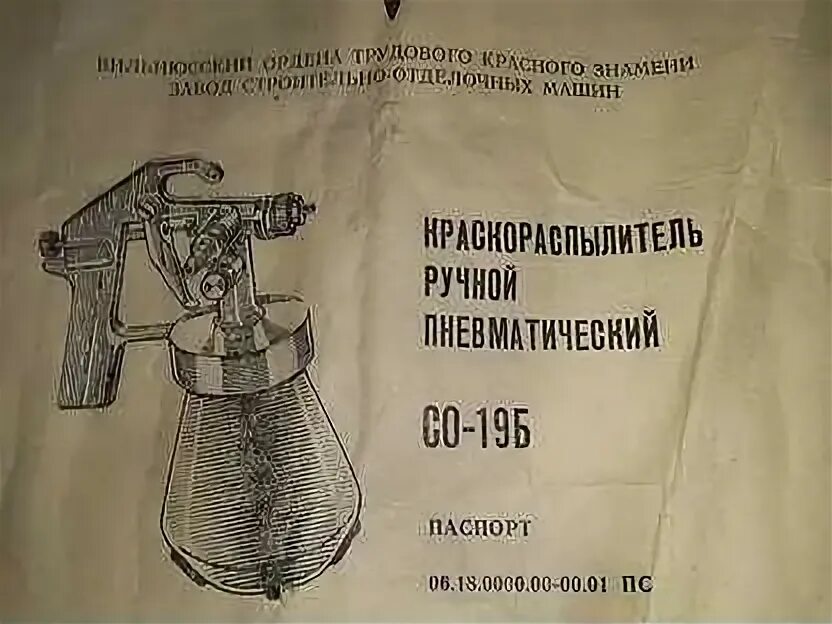 ВИЛЬНЮССКИЙ ОРДЕНА ТРУДОВОГО КРАСНОГО ЗНАМЕНИ
ЗАВОД СТРОИТЕЛЬНО-ОТДЕЛОЧНЫХ МАШИН
КРАСКОРАСПЫЛИТЕЛЬ
РУЧНОЙ
ПНЕВМАТИЧЕСКИЙ
СО-19Б
ПАСПОРТ
06.18.0000.00-00.01 ПС